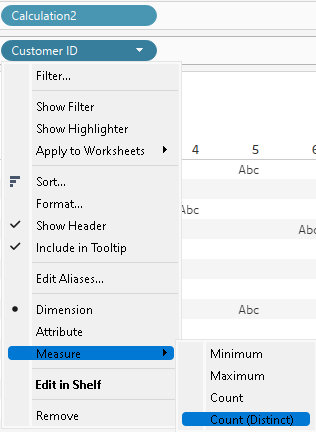 Calculation2
Customer ID
Filter...
Show Filter
Show Highlighter
Apply to Worksheets
4 5 6
Sort...
Abc
Format...
Show Header
Abc
Include in Tooltip
Abc
Edit Aliases...
Dimension
Abc
Attribute
Measure
Minimum
Maximum
Edit in Shelf
Count
Remove
Count (Distinct)